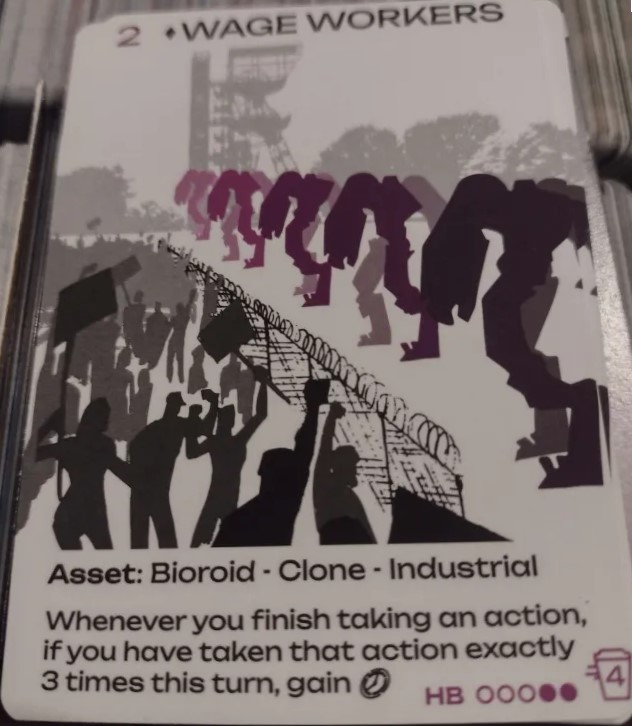 2 ♦WAGE WORKERS
Asset: Bioroid - Clone - Industrial
Whenever you finish taking an action,
if you have taken that action exactly
3 times this turn, gain
HB
4